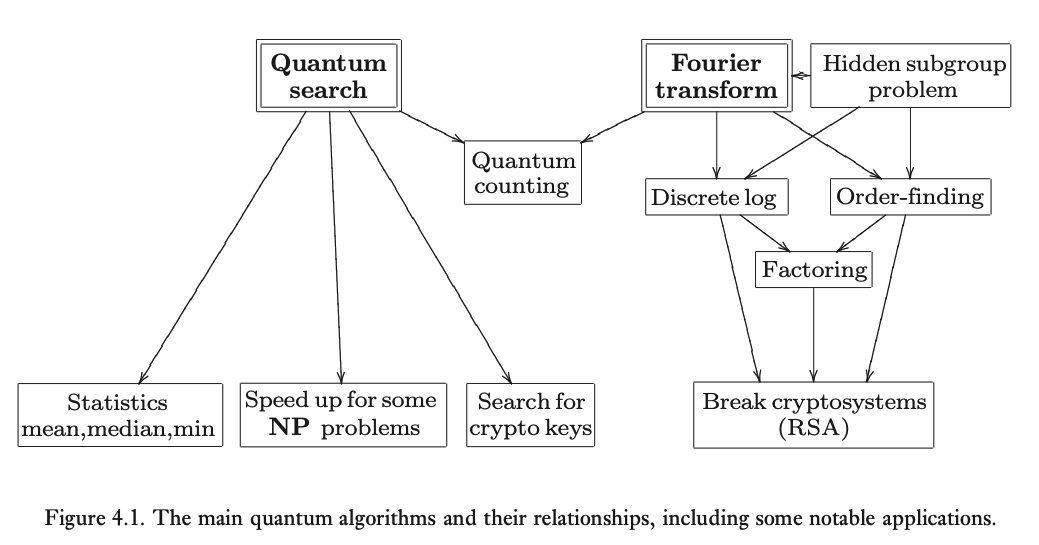 Quantum
search
Fourier
transform
Hidden subgroup
problem
Quantum
counting
Discrete log
Order-finding
Factoring
Statistics
mean,median,min
Speed up for some
NP problems
Search for
crypto keys
Break cryptosystems
(RSA)
Figure 4.1. The main quantum algorithms and their relationships, including some notable applications.